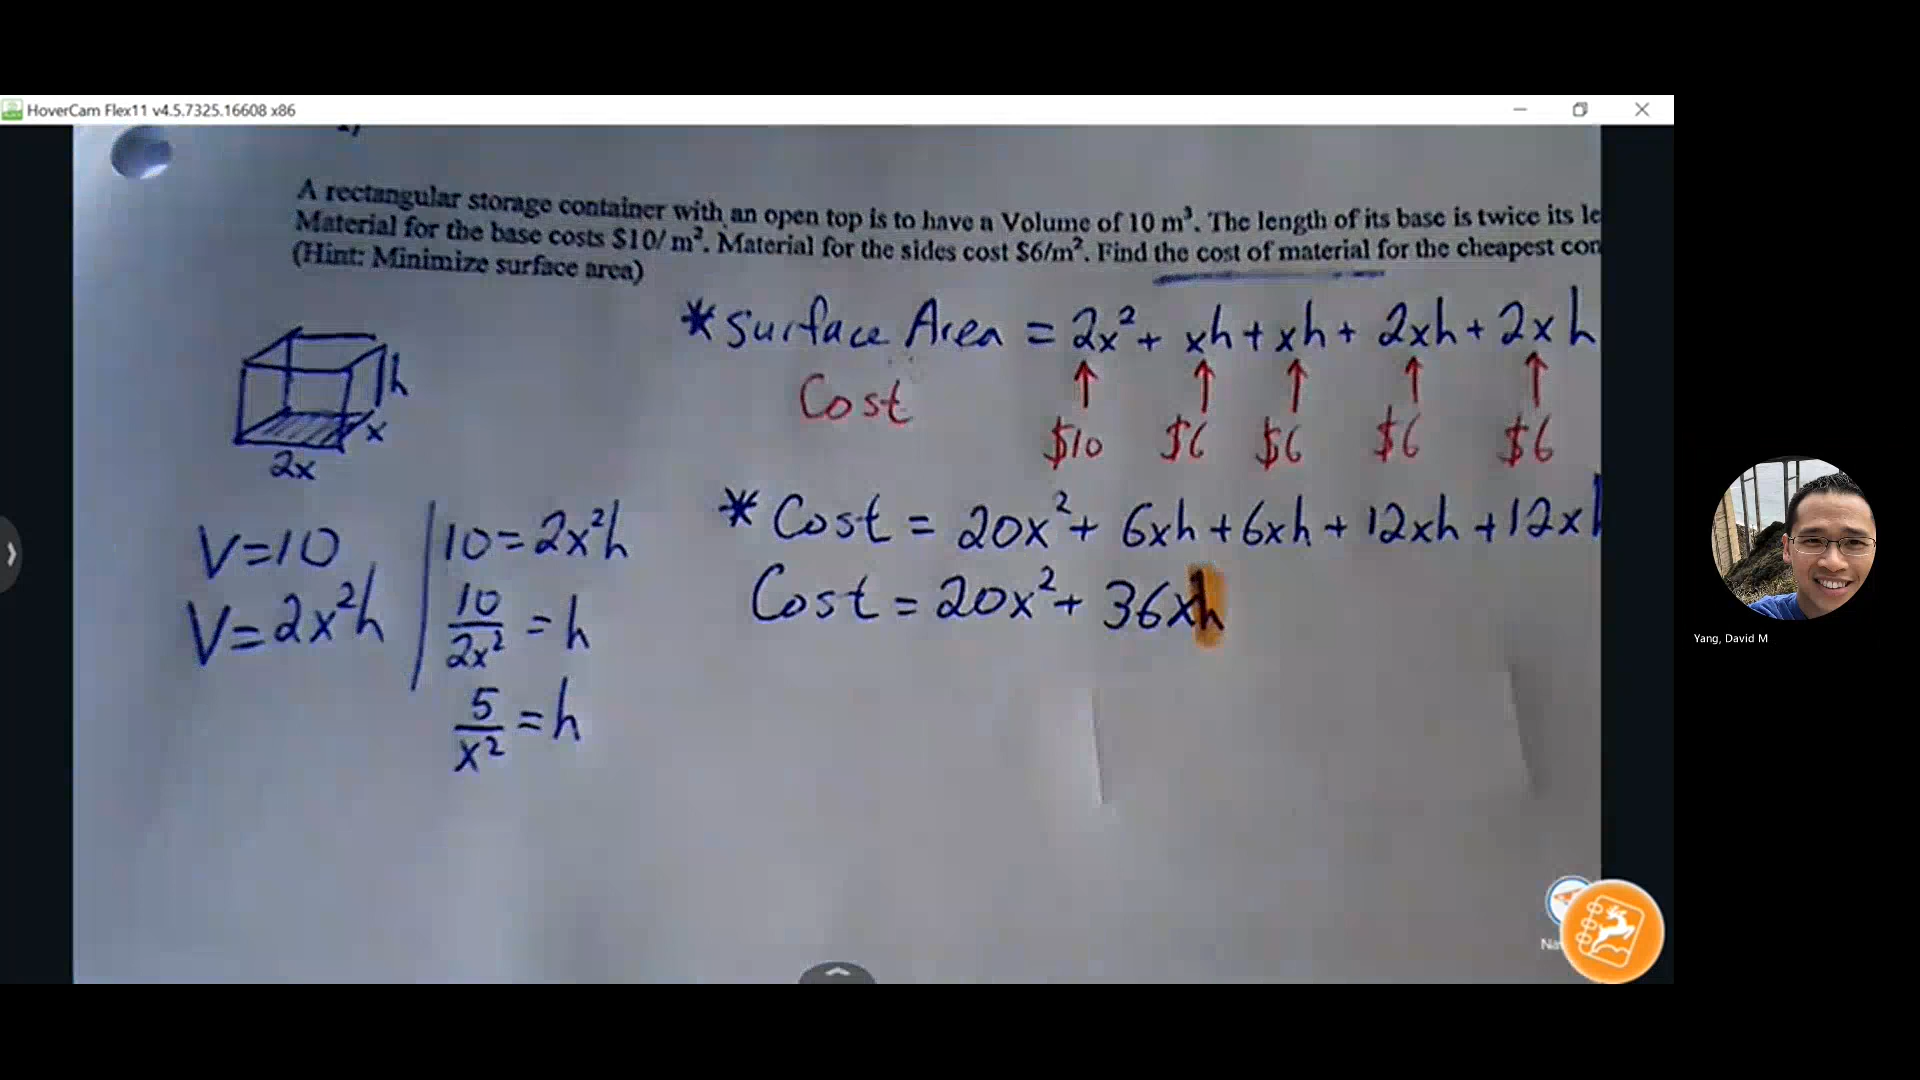 HoverCam Flex11 v4.5.7325.16608 x86
A rectangular storage container with an open top is to have a Volume of 10 m³. The length of its base is twice its
Material for the base costs $10/ m². Material for the sides cost $6/m². Find the cost of material for the cheapest
(Hint: Minimize surface area)
*Surface Area = 2x² + xh + xh + 2xh + 2xh
Cost
$10 $6 $6 $6 $6
h
x
2x
* Cost = 20x² + 6xh + 6xh + 12xh + 12x
Cost = 20x² + 36xh
V=10
V=2x²h
10=2x²h
10/2x² = h
5/x² = h
Yang, David M